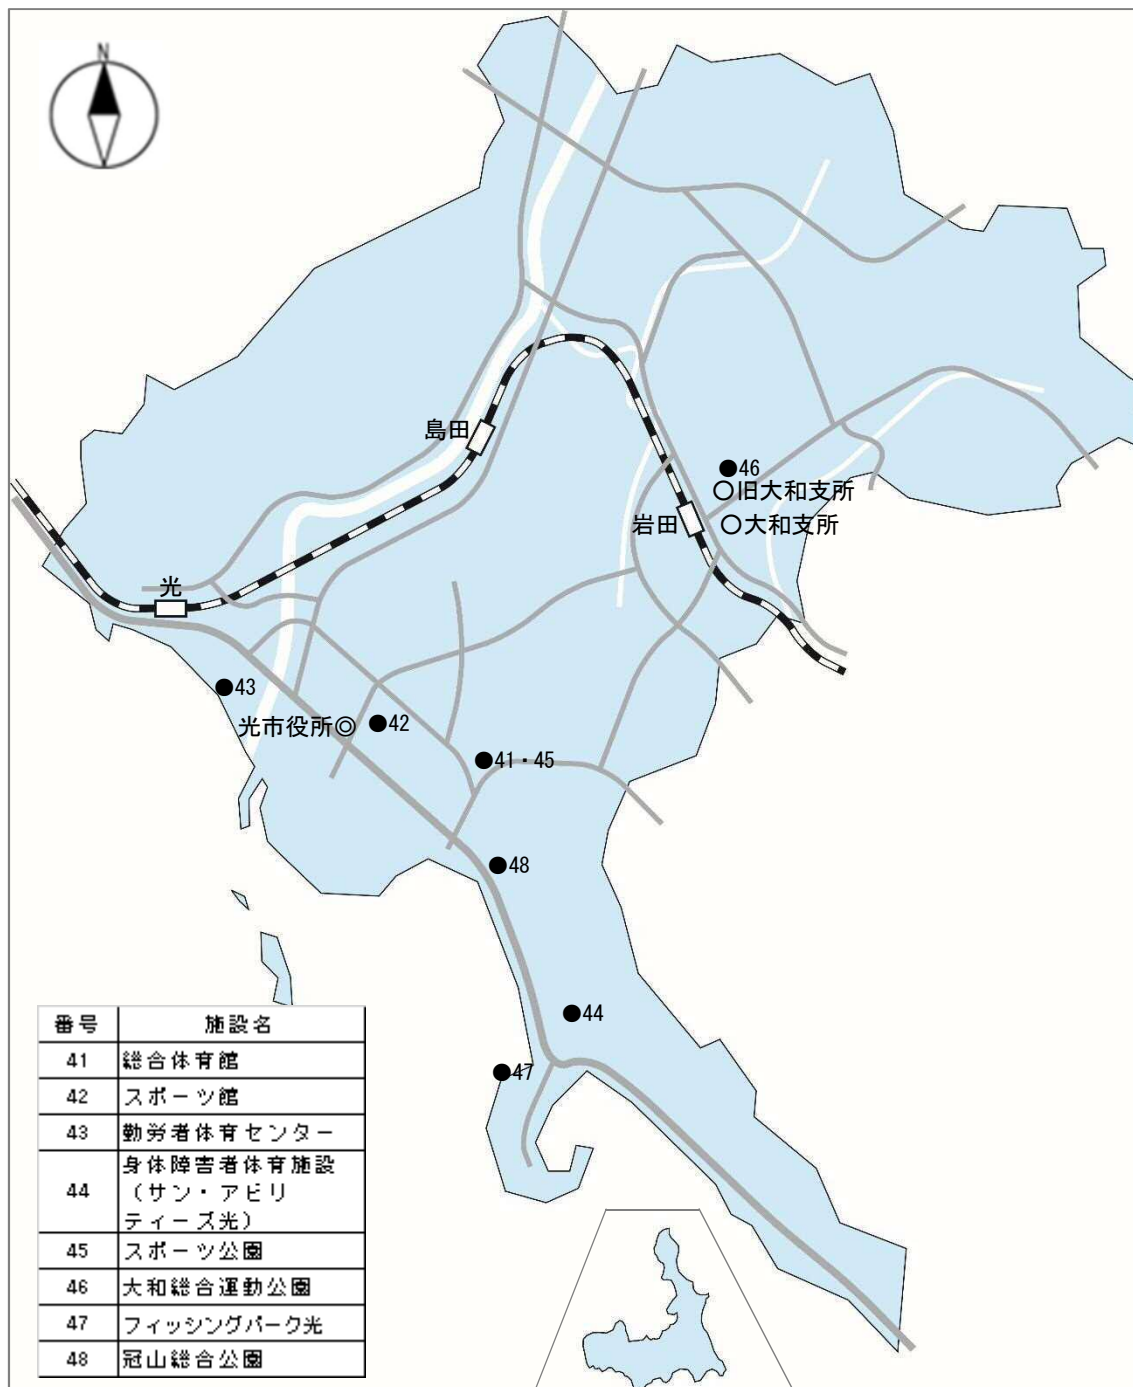 N
島田
46
旧大和支所
岩田
大和支所
光
43
光市役所
42
41・45
48
44
47
番号 施設名
41 総合体育館
42 スポーツ館
43 勤労者体育センター
44 身体障害者体育施設
（サン・アビリ
ティーズ光）
45 スポーツ公園
46 大和総合運動公園
47 フィッシングパーク光
48 冠山総合公園